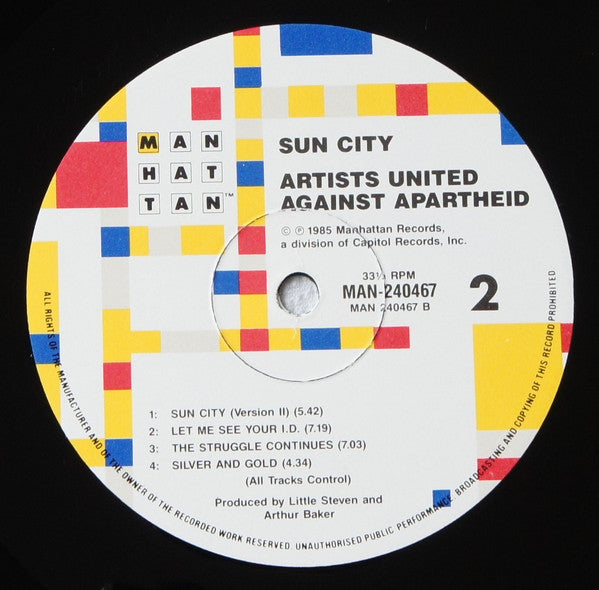 MAN
HAT
TAN™
SUN CITY
ARTISTS UNITED
AGAINST APARTHEID
© ℗ 1985 Manhattan Records,
a division of Capitol Records, Inc.
33⅓ RPM
MAN-240467
MAN 240467 B
2
1: SUN CITY (Version II) (5.42)
2: LET ME SEE YOUR I.D. (7.19)
3: THE STRUGGLE CONTINUES (7.03)
4: SILVER AND GOLD (4.34)
(All Tracks Control)
Produced by Little Steven and
Arthur Baker
ALL RIGHTS OF THE MANUFACTURER AND OF THE OWNER OF THE RECORDED WORK RESERVED. UNAUTHORISED PUBLIC PERFORMANCE, BROADCASTING AND COPYING OF THIS RECORD PROHIBITED